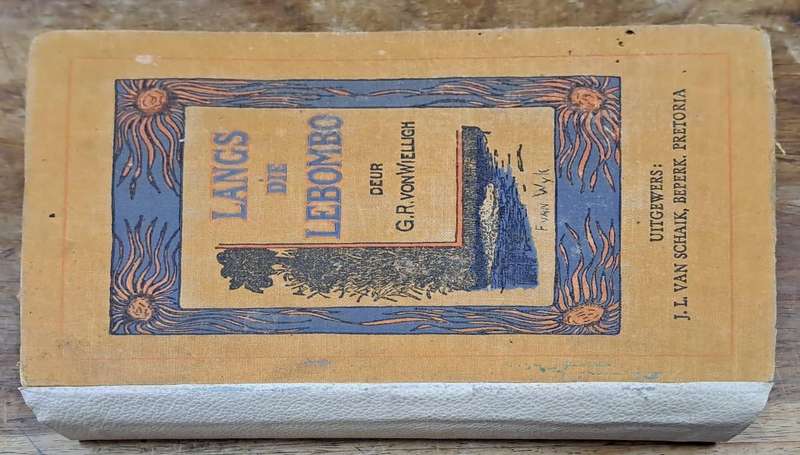 LANGS
DIE
LEBOMBO
DEUR
G.R. VON WIELLIGH
F VAN WYK
UITGEWERS:
J. L. VAN SCHAIK, BEPERK. PRETORIA